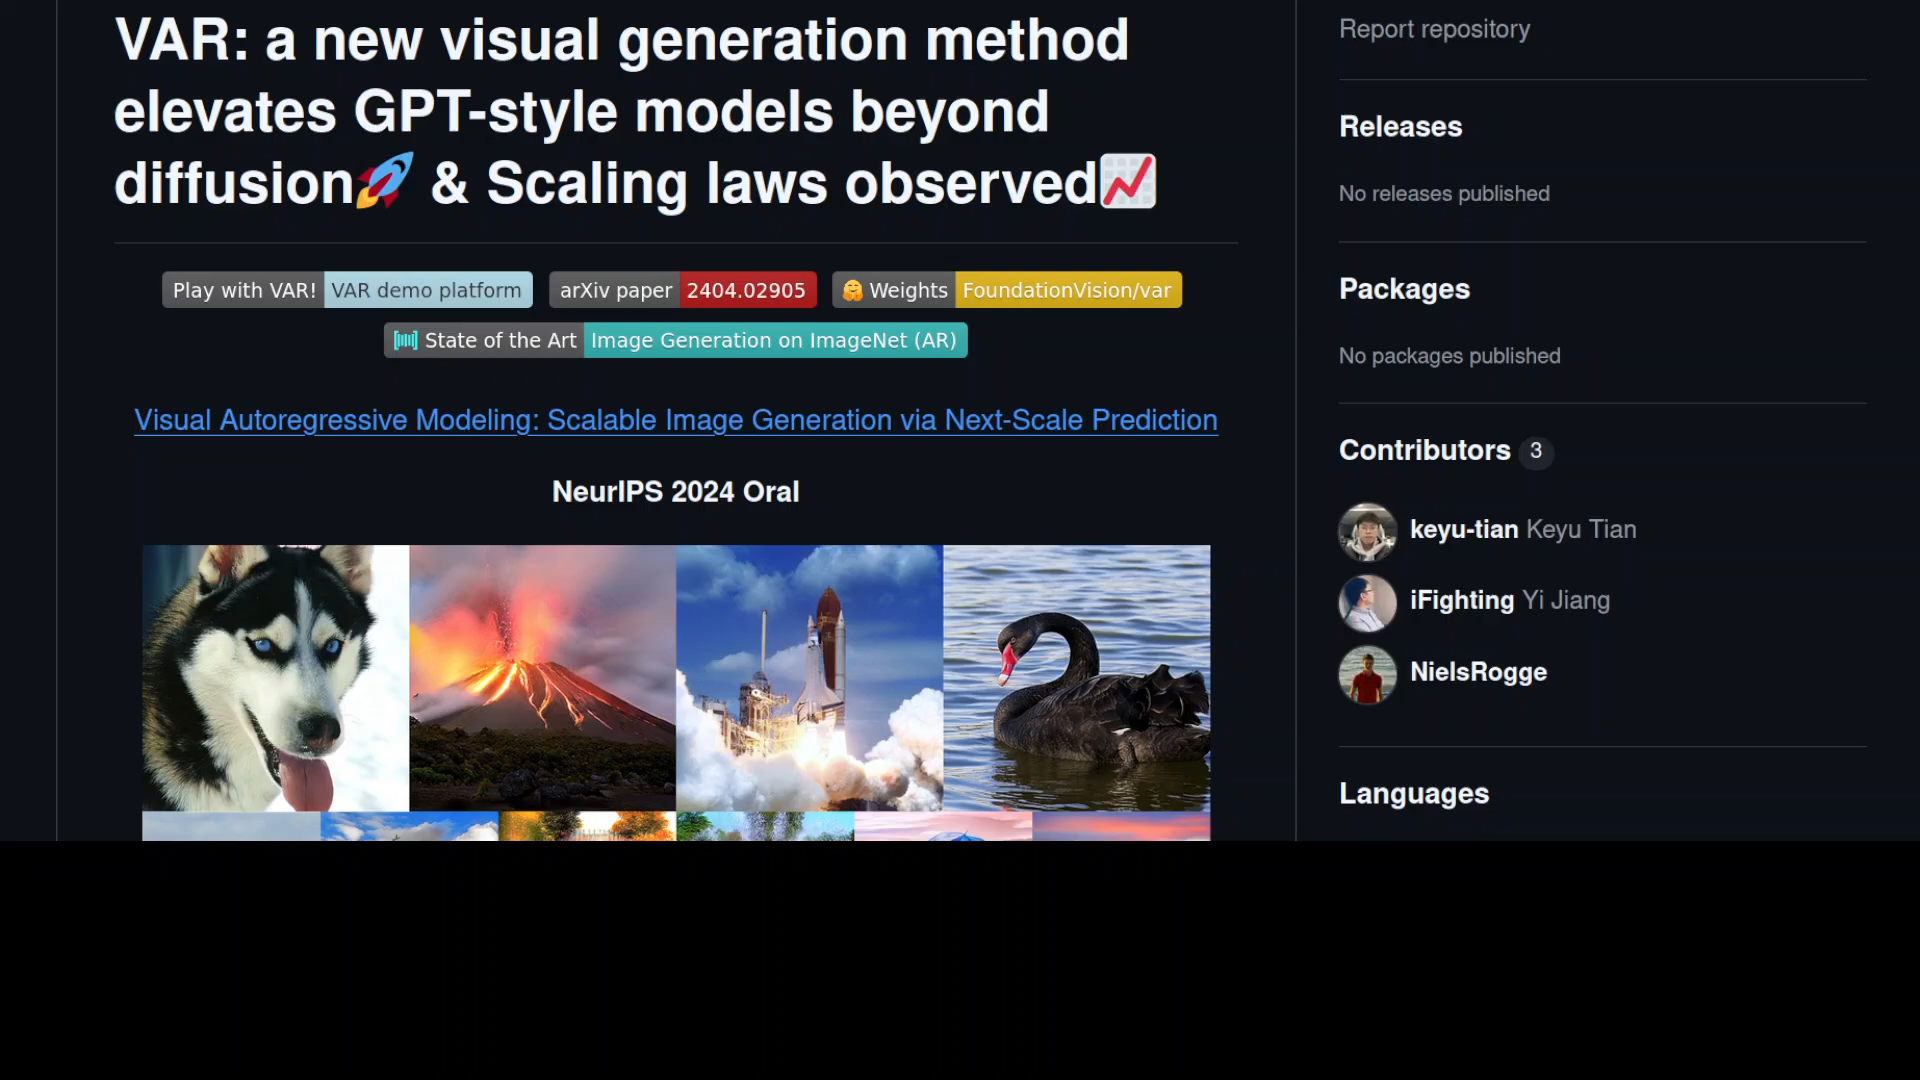 VAR: a new visual generation method
elevates GPT-style models beyond
diffusion🚀 & Scaling laws observed📈
Play with VAR! VAR demo platform
arXiv paper 2404.02905
🤗 Weights FoundationVision/var
State of the Art Image Generation on ImageNet (AR)
Visual Autoregressive Modeling: Scalable Image Generation via Next-Scale Prediction
NeurIPS 2024 Oral
Report repository
Releases
No releases published
Packages
No packages published
Contributors 3
keyu-tian Keyu Tian
iFighting Yi Jiang
NielsRogge
Languages